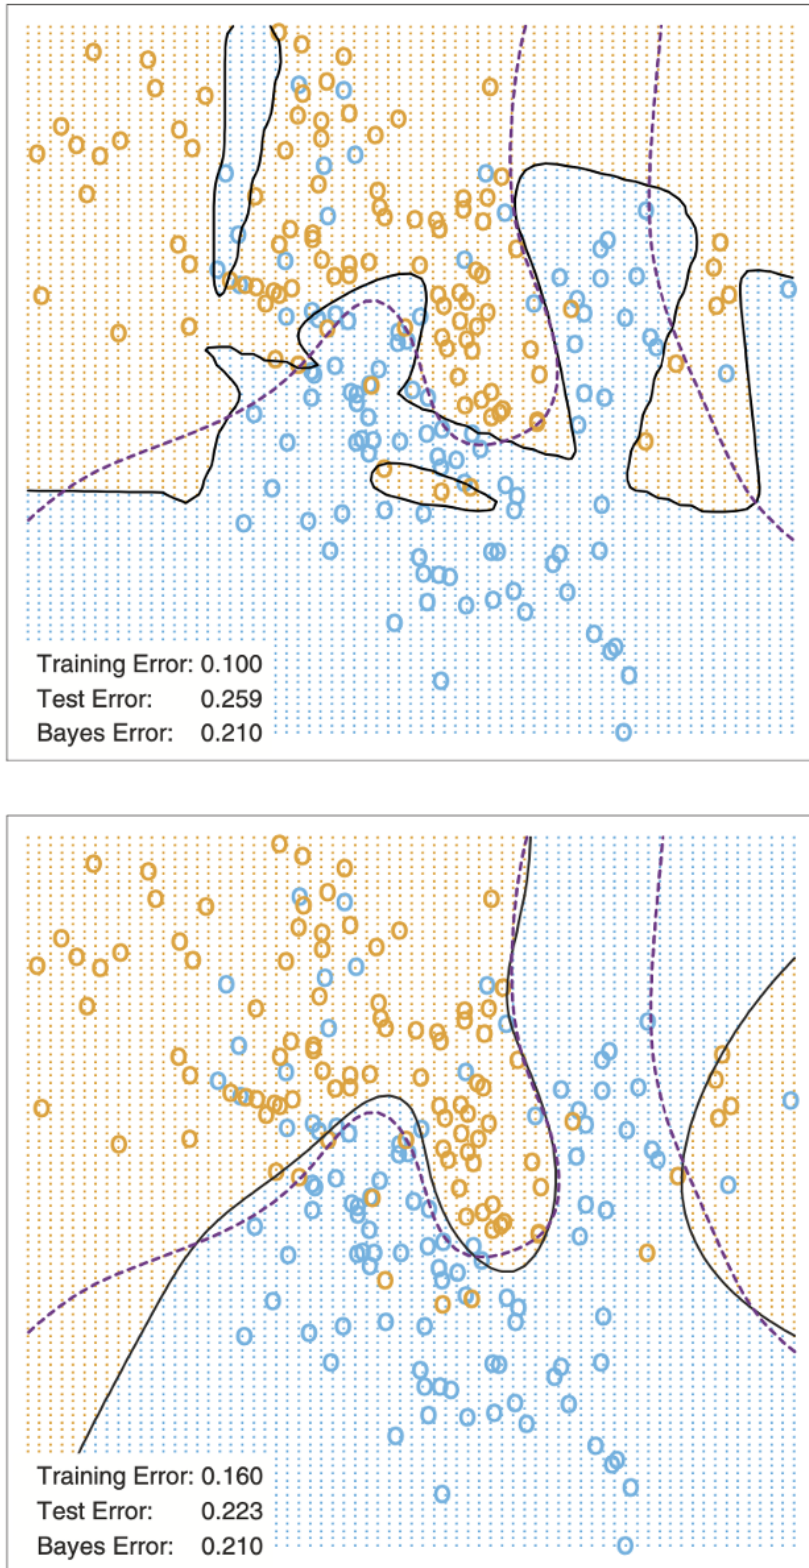 Training Error: 0.100
Test Error: 0.259
Bayes Error: 0.210
Training Error: 0.160
Test Error: 0.223
Bayes Error: 0.210